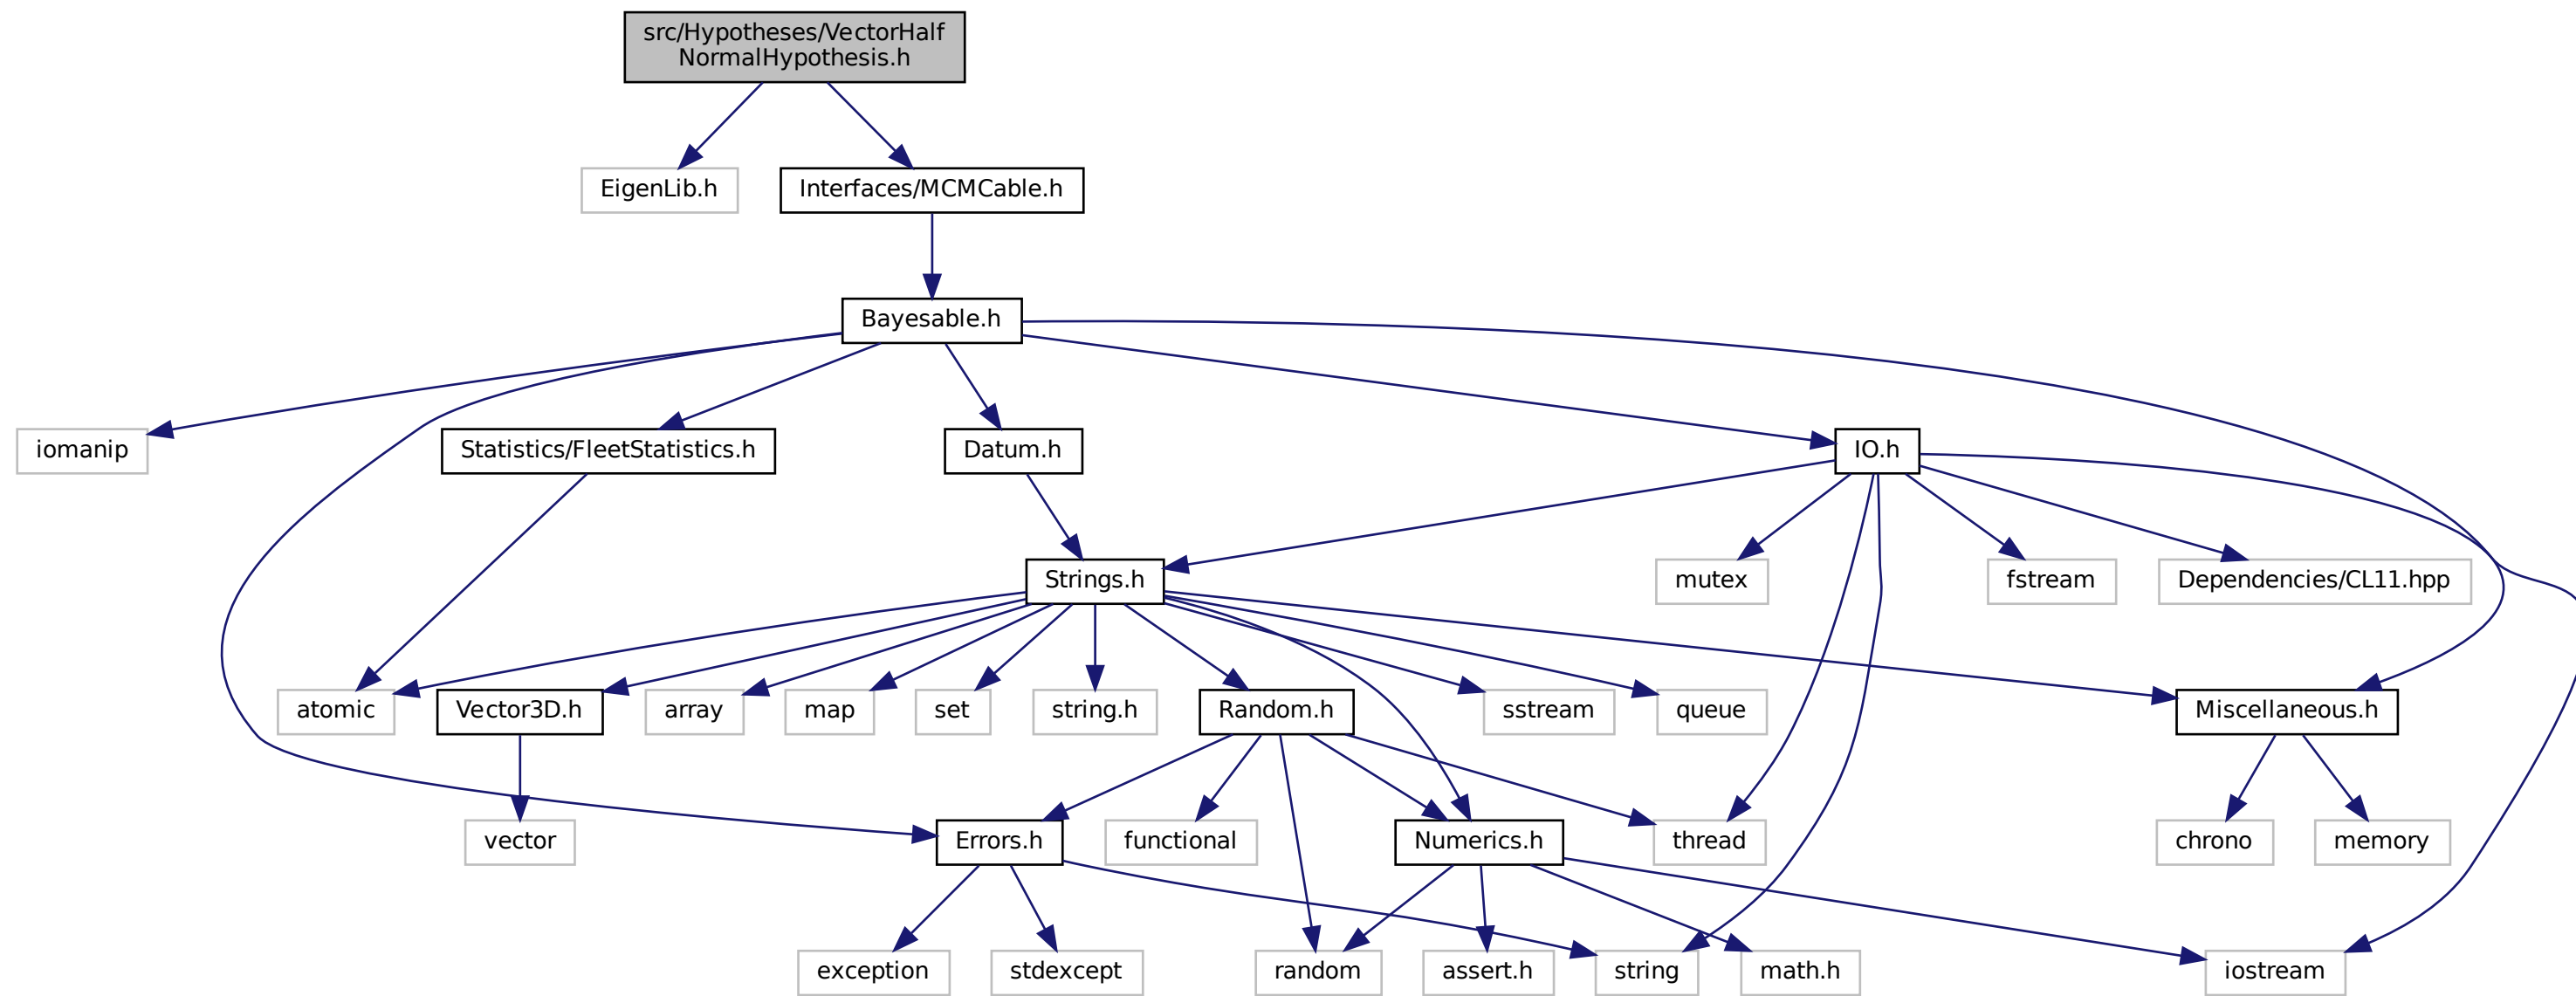 src/Hypotheses/VectorHalf
NormalHypothesis.h
EigenLib.h
Interfaces/MCMCable.h
Bayesable.h
iomanip
Statistics/FleetStatistics.h
Datum.h
IO.h
Strings.h
mutex
fstream
Dependencies/CL11.hpp
atomic
Vector3D.h
array
map
set
string.h
Random.h
sstream
queue
Miscellaneous.h
vector
Errors.h
functional
Numerics.h
thread
chrono
memory
exception
stdexcept
random
assert.h
string
math.h
iostream